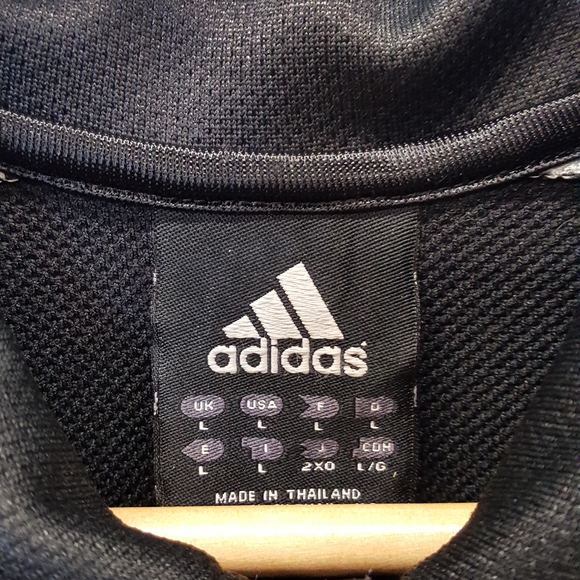 adidas
UK USA F D
L L L L
E I J CDN
L L 2XO L/G
MADE IN THAILAND